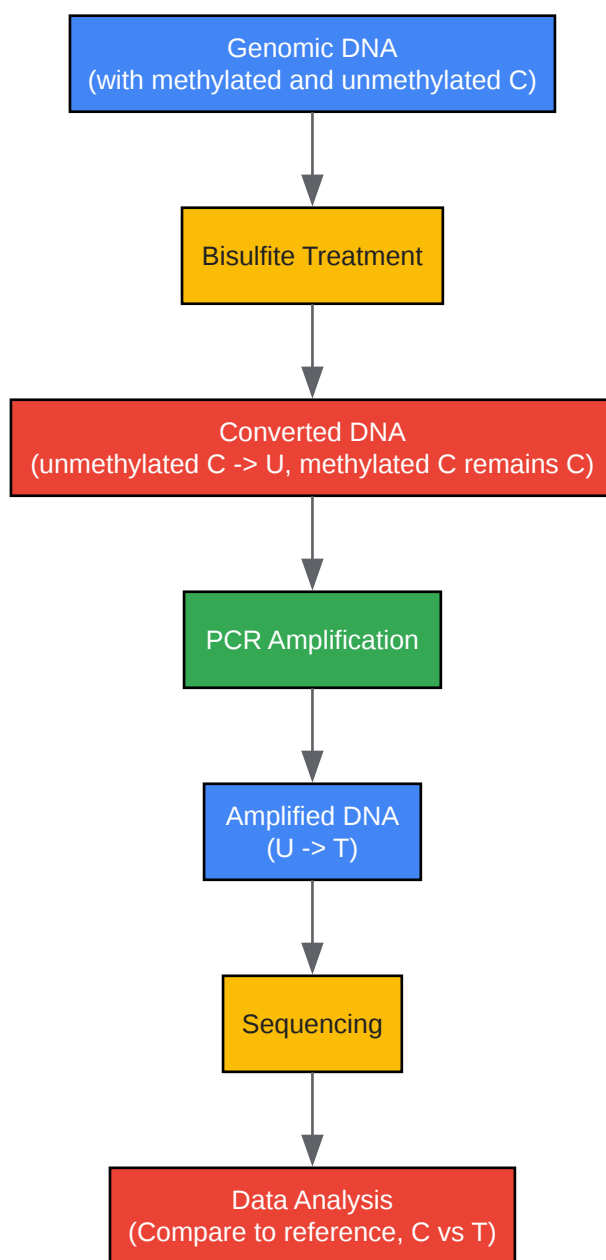 Genomic DNA
(with methylated and unmethylated C)
Bisulfite Treatment
Converted DNA
(unmethylated C -> U, methylated C remains C)
PCR Amplification
Amplified DNA
(U -> T)
Sequencing
Data Analysis
(Compare to reference, C vs T)